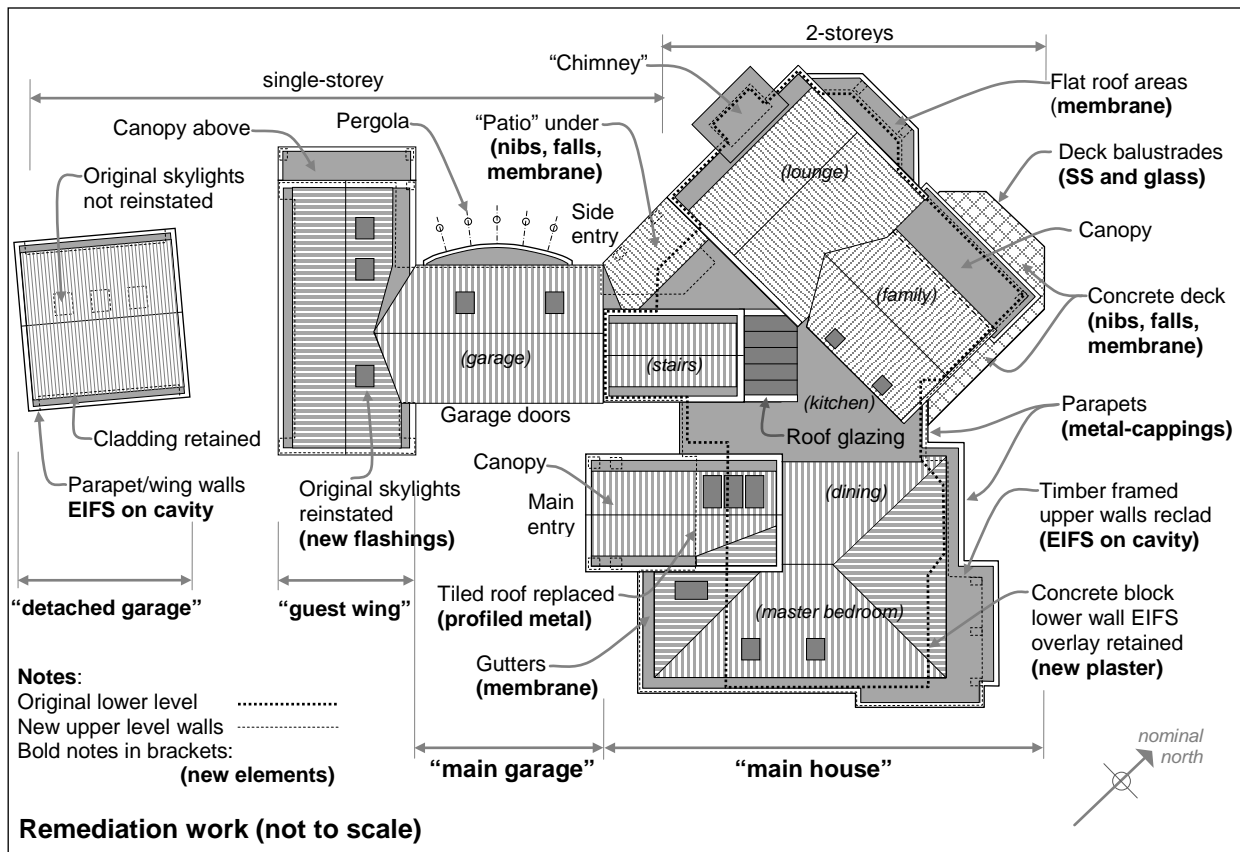 2-storeys
single-storey
“Chimney”
Flat roof areas
(membrane)
Canopy above
Pergola
“Patio” under
(nibs, falls,
membrane)
Deck balustrades
(SS and glass)
Original skylights
not reinstated
(lounge)
Side
entry
Canopy
(family)
Concrete deck
(nibs, falls,
membrane)
(garage)
(stairs)
Garage doors
(kitchen)
Parapets
(metal-cappings)
Cladding retained
Roof glazing
Parapet/wing walls
EIFS on cavity
Original skylights
reinstated
(new flashings)
Canopy
Main
entry
(dining)
Timber framed
upper walls reclad
(EIFS on cavity)
“detached garage”
“guest wing”
Tiled roof replaced
(profiled metal)
(master bedroom)
Concrete block
lower wall EIFS
overlay retained
(new plaster)
Gutters
(membrane)
Notes:
Original lower level
New upper level walls
Bold notes in brackets:
(new elements)
“main garage”
“main house”
nominal
north
Remediation work (not to scale)